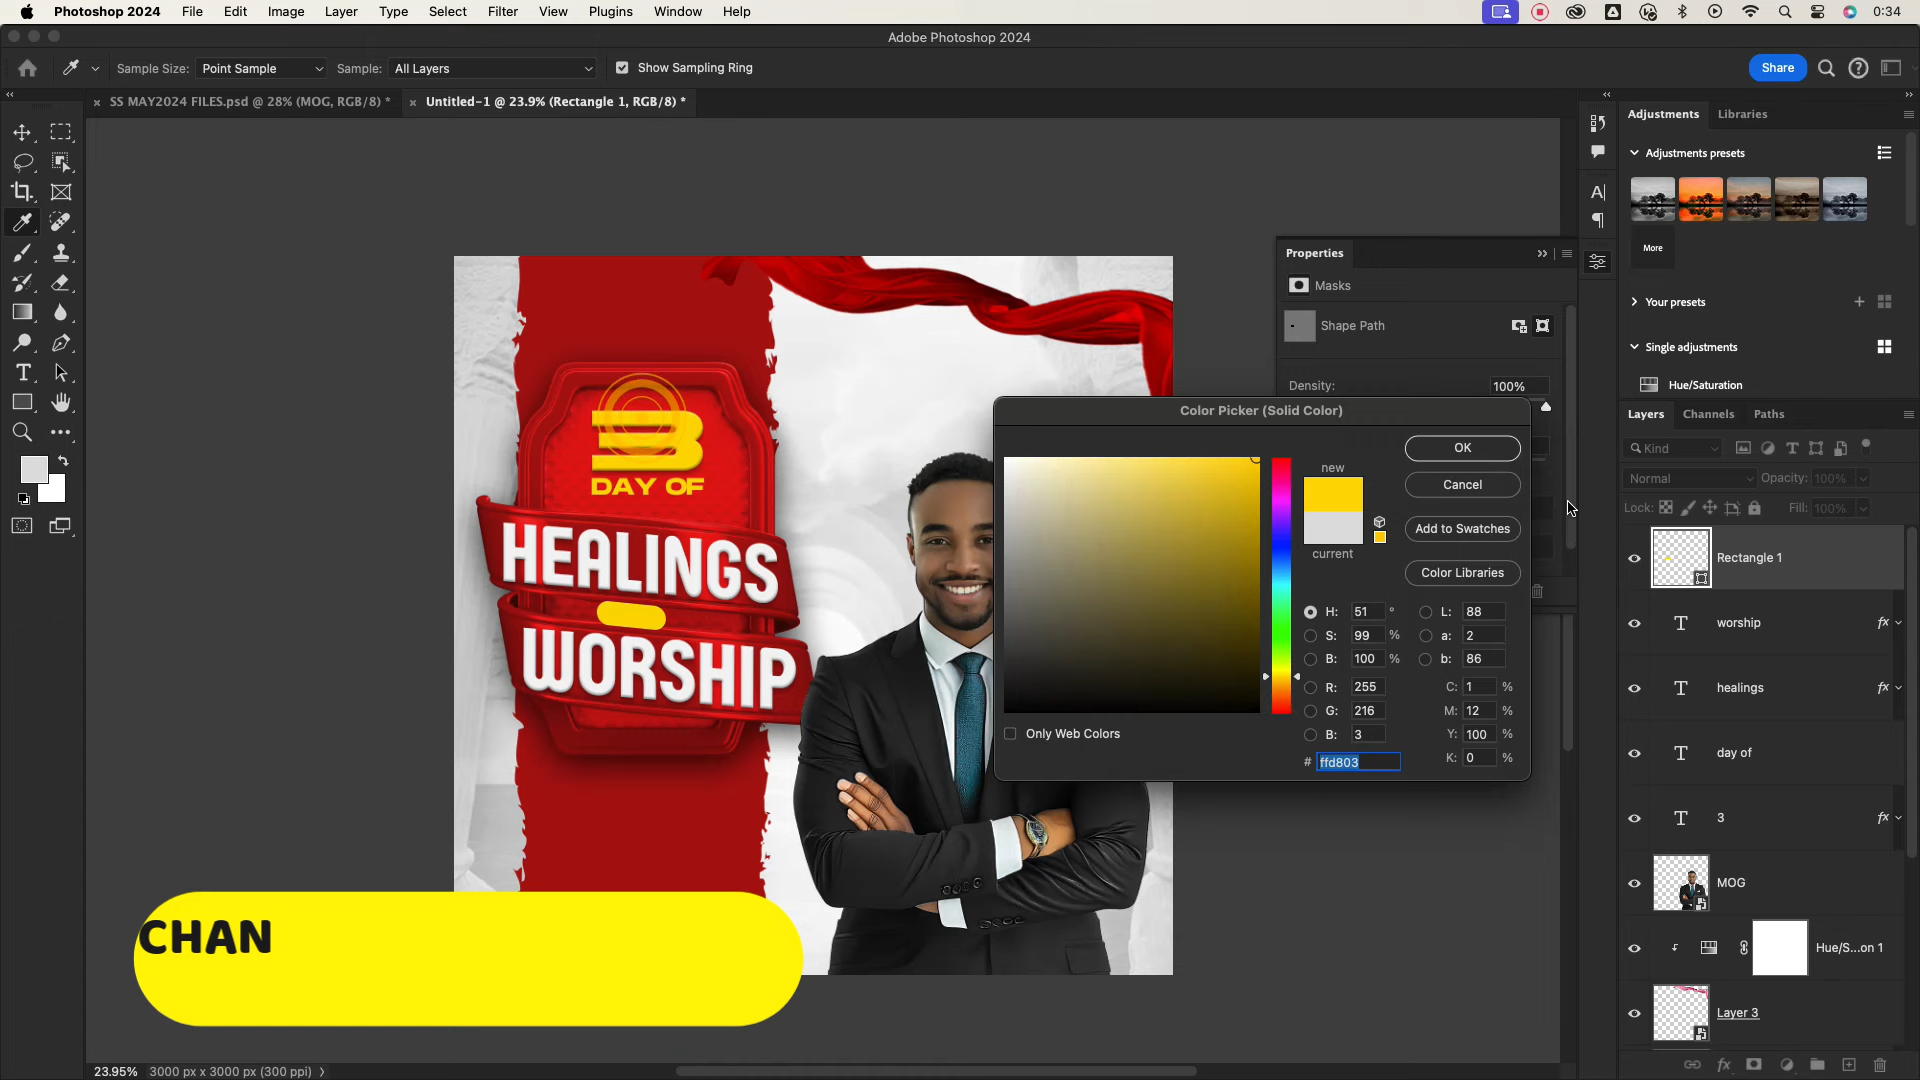 Photoshop 2024 File Edit Image Layer Type Select Filter View Plugins Window Help 0:34
Adobe Photoshop 2024
Sample Size: Point Sample Sample: All Layers Show Sampling Ring Share
SS MAY2024 FILES.psd @ 28% (MOG, RGB/8) * Untitled-1 @ 23.9% (Rectangle 1, RGB/8) *
Adjustments Libraries
Adjustments presets
More
Your presets
Single adjustments
Hue/Saturation
Properties
Masks
Shape Path
Density: 100%
3
DAY OF
HEALINGS
WORSHIP
CHAN
Color Picker (Solid Color)
new
current
OK
Cancel
Add to Swatches
Color Libraries
H: 51 ° L: 88
S: 99 % a: 2
B: 100 % b: 86
R: 255 C: 1 %
G: 216 M: 12 %
B: 3 Y: 100 %
# ffd803 K: 0 %
Only Web Colors
Layers Channels Paths
Kind
Normal Opacity: 100%
Lock: Fill: 100%
Rectangle 1
T worship fx
T healings fx
T day of
T 3 fx
MOG
Hue/S...on 1
Layer 3
fx
23.95% 3000 px x 3000 px (300 ppi)